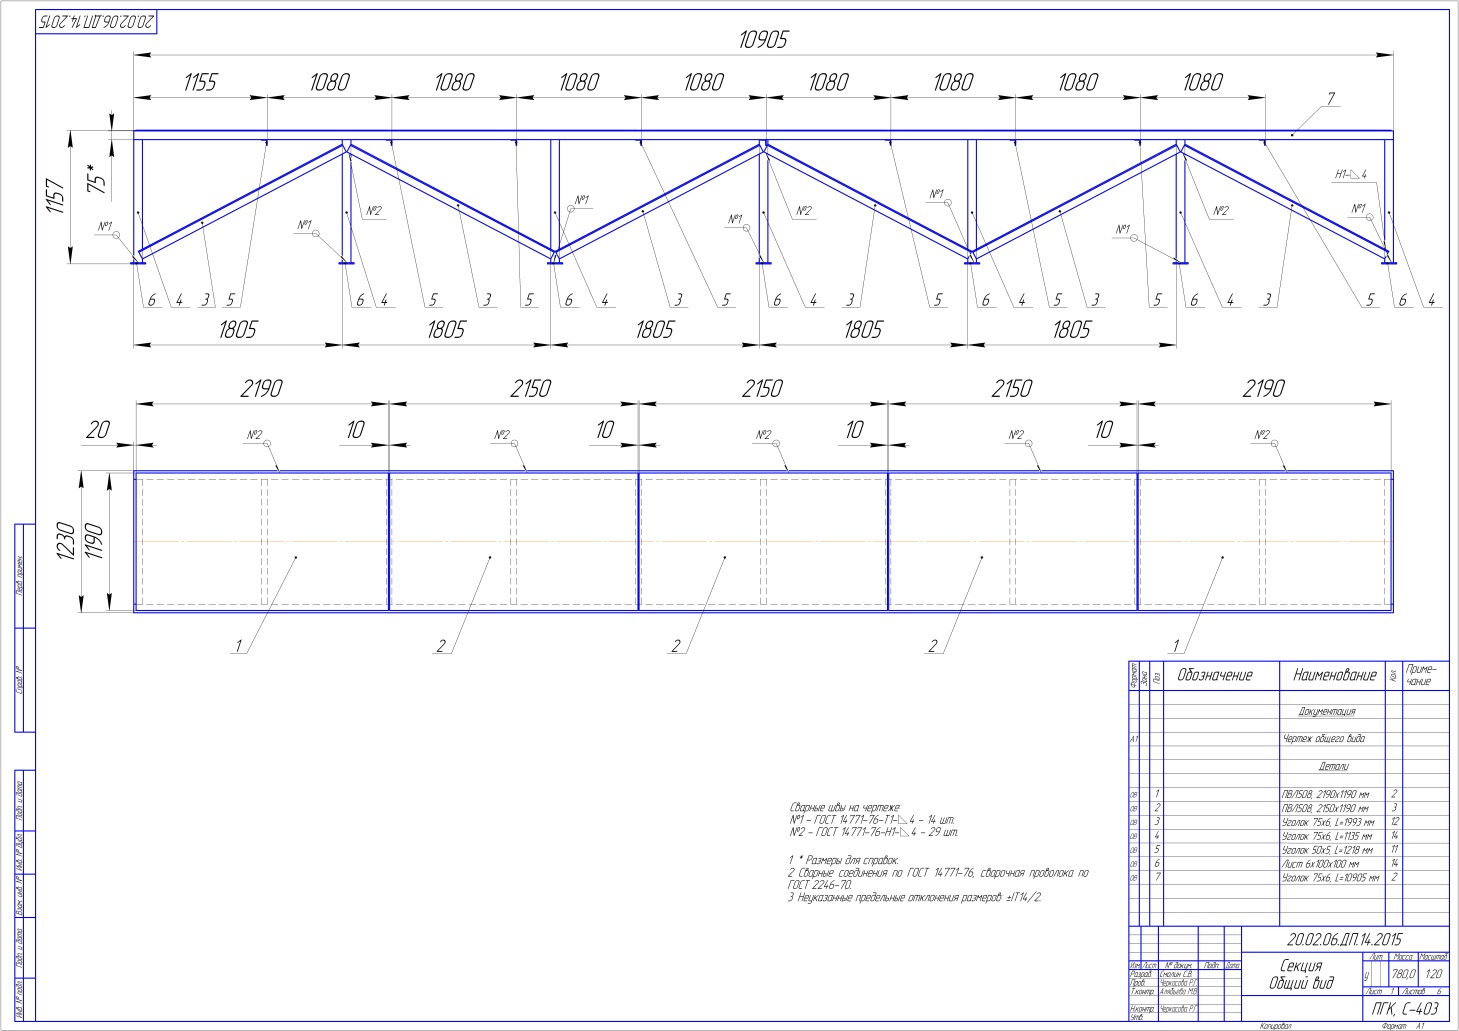 20.02.06.ДП.14.2015
10905
1155 1080 1080 1080 1080 1080 1080 1080 1080
7
1157
75*
Н1-⊿ 4
№1 №1 №2 №1 №1 №2 №1 №1 №2 №1
6 4 3 5 6 4 5 3 5 6 4 3 5 6 4 3 5 6 4 5 3 5 6 4 3 5 6 4
1805 1805 1805 1805 1805
2190 2150 2150 2150 2190
20 10 10 10 10
№2 №2 №2 №2 №2
1230
1190
1 2 2 2 1
Перв. примен.
Справ. №
Подп. и дата
Инв. № дубл.
Взам. инв. №
Подп. и дата
Инв. № подл.
Сварные швы на чертеже:
№1 - ГОСТ 14771-76-Т1-⊿ 4 - 14 шт.
№2 - ГОСТ 14771-76-Н1-⊿ 4 - 29 шт.
1 * Размеры для справок.
2 Сварные соединения по ГОСТ 14771-76, сварочная проволока по
ГОСТ 2246-70.
3 Неуказанные предельные отклонения размеров ±IT14/2.
Формат Зона Поз. Обозначение Наименование Кол. Приме-
чание
Документация
А1 Чертеж общего вида
Детали
БЧ 1 ПВЛ508, 2190х1190 мм 2
БЧ 2 ПВЛ508, 2150х1190 мм 3
БЧ 3 Уголок 75х6, L=1993 мм 12
БЧ 4 Уголок 75х6, L=1135 мм 14
БЧ 5 Уголок 50х5, L=1218 мм 11
БЧ 6 Лист 6х100х100 мм 14
БЧ 7 Уголок 75х6, L=10905 мм 2
20.02.06.ДП.14.2015
Изм. Лист № докум. Подп. Дата
Разраб. Смолин С.В.
Пров. Черкасова Р.Г.
Т.контр.
Н.контр. Черкасова Р.Г.
Утв.
Секция
Общий вид
Лит. Масса Масштаб
у 780,0 1:20
Лист 1 Листов 6
ПГК, С-403
Копировал Формат А1